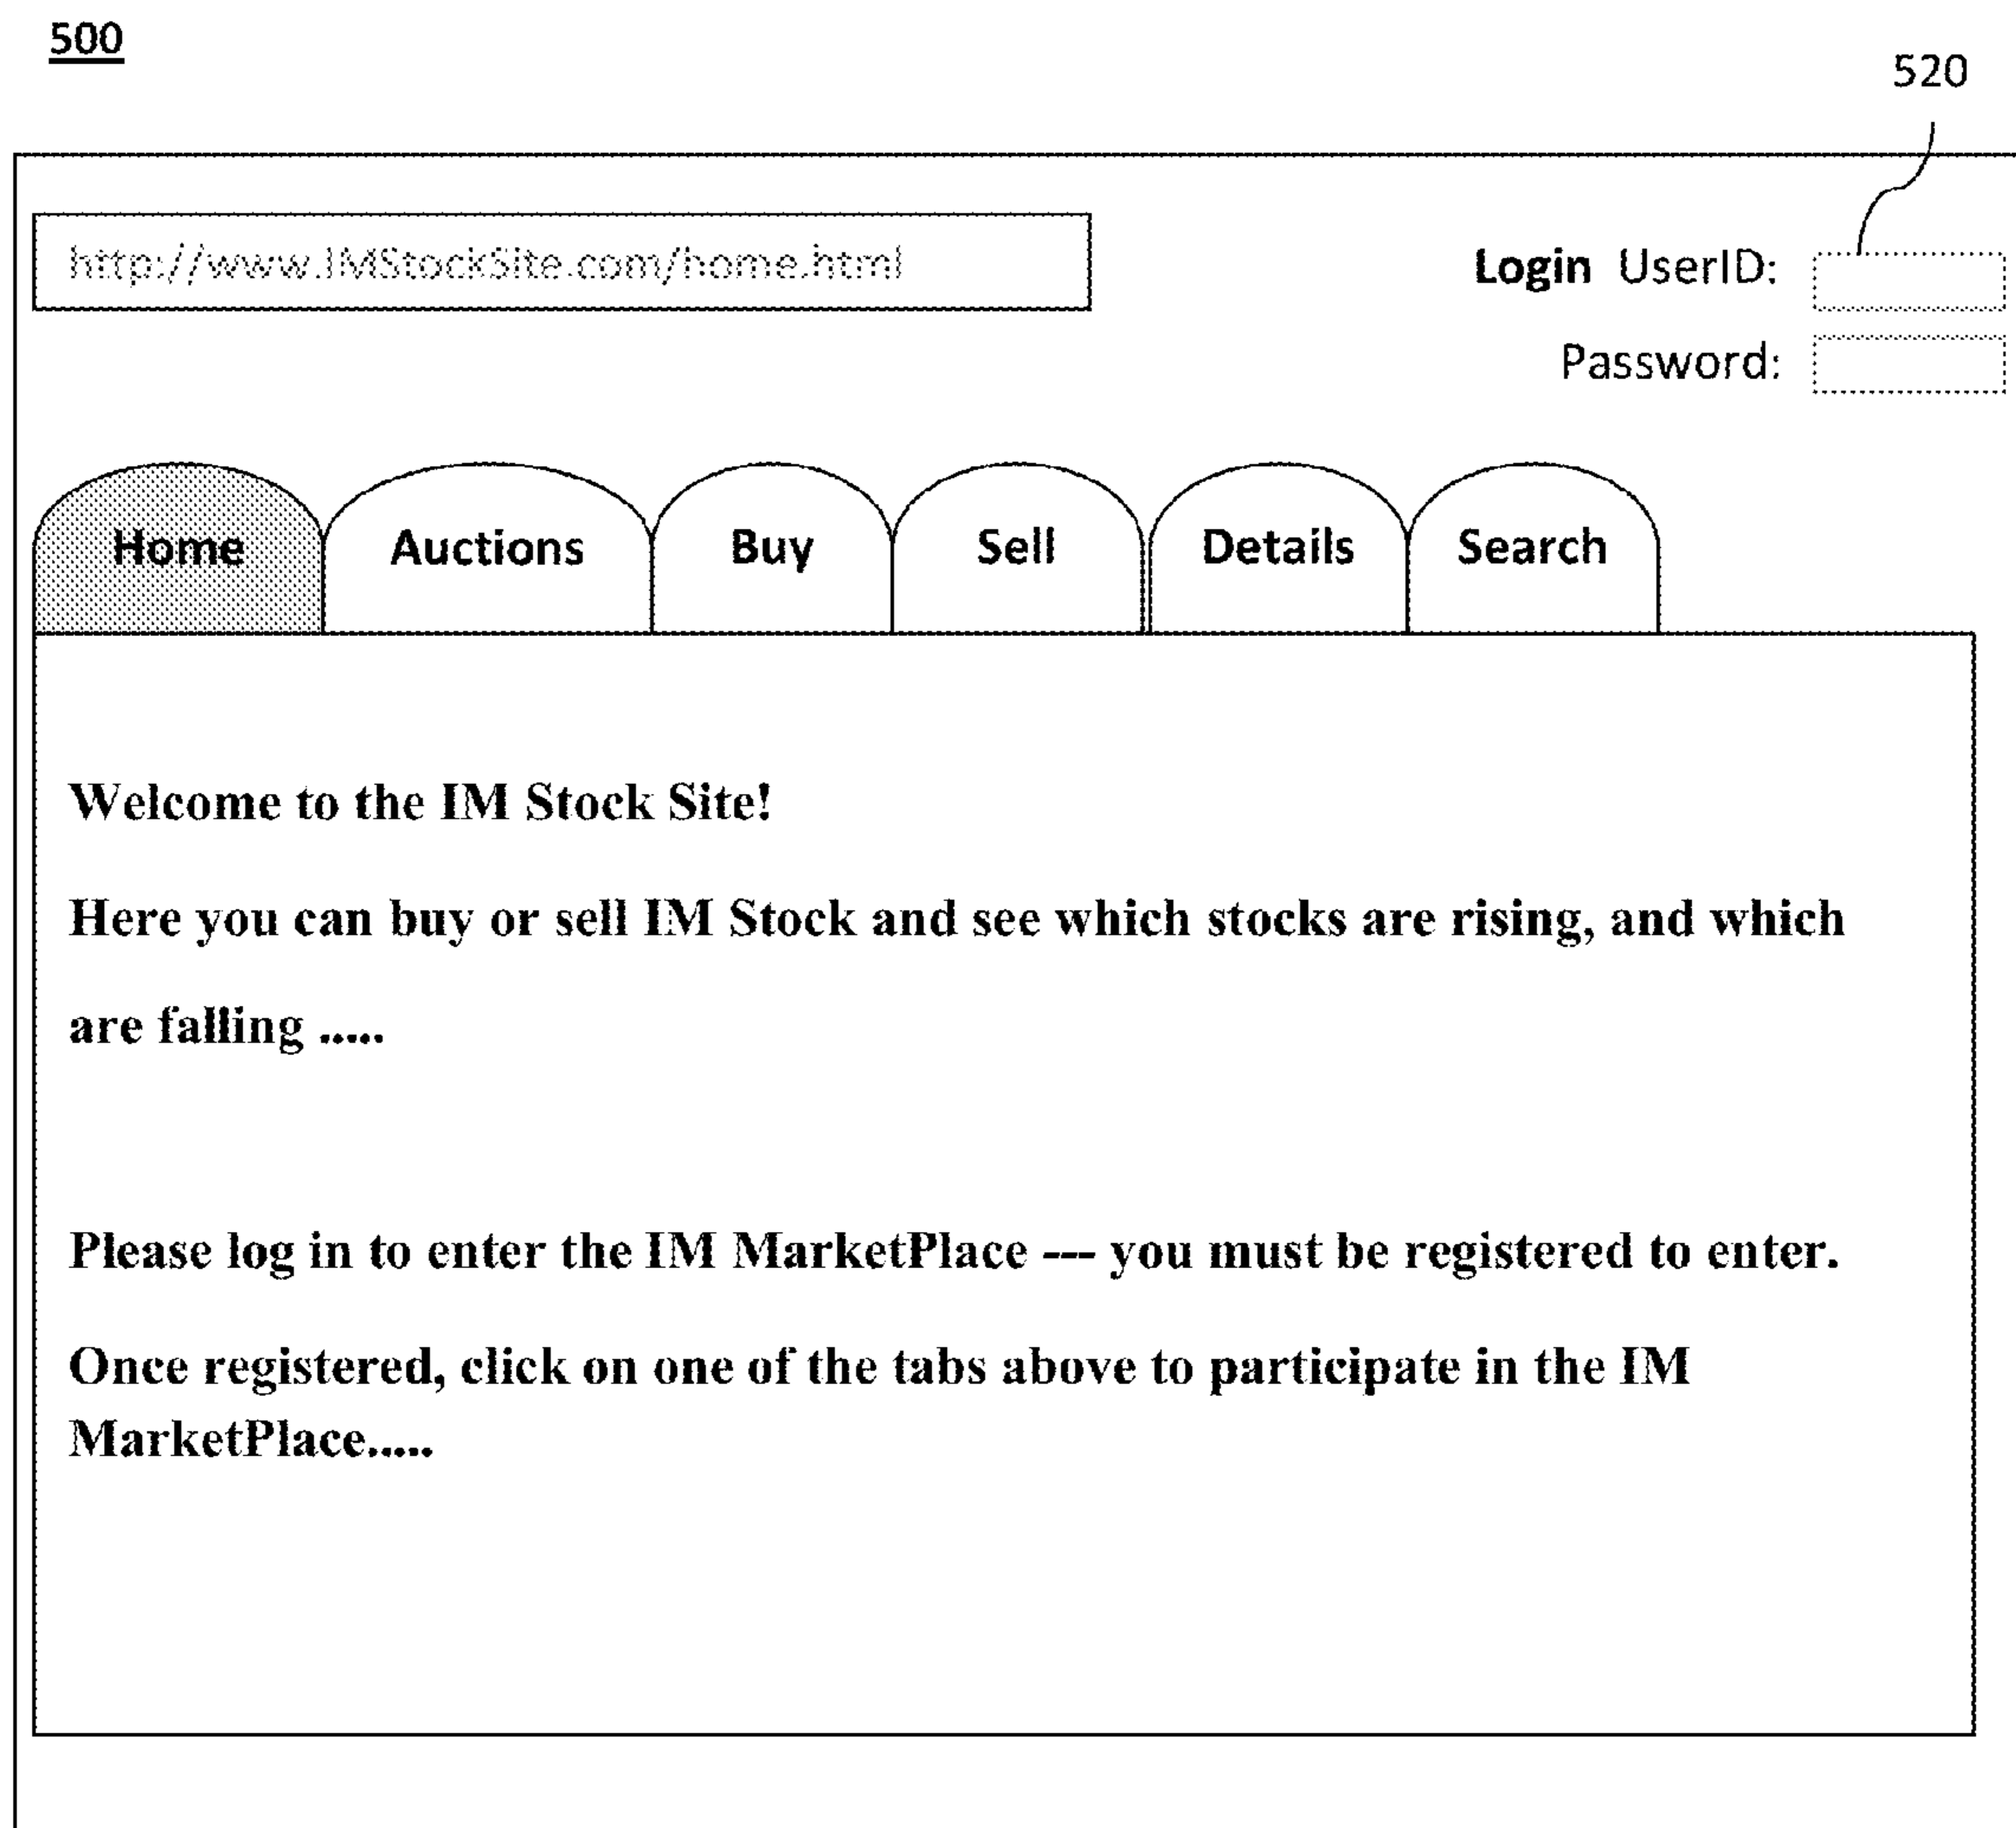 500
520
http://www.IMStockSite.com/home.html
Login UserID:
Password:
Home Auctions Buy Sell Details Search
Welcome to the IM Stock Site!
Here you can buy or sell IM Stock and see which stocks are rising, and which
are falling .....
Please log in to enter the IM MarketPlace --- you must be registered to enter.
Once registered, click on one of the tabs above to participate in the IM
MarketPlace.....